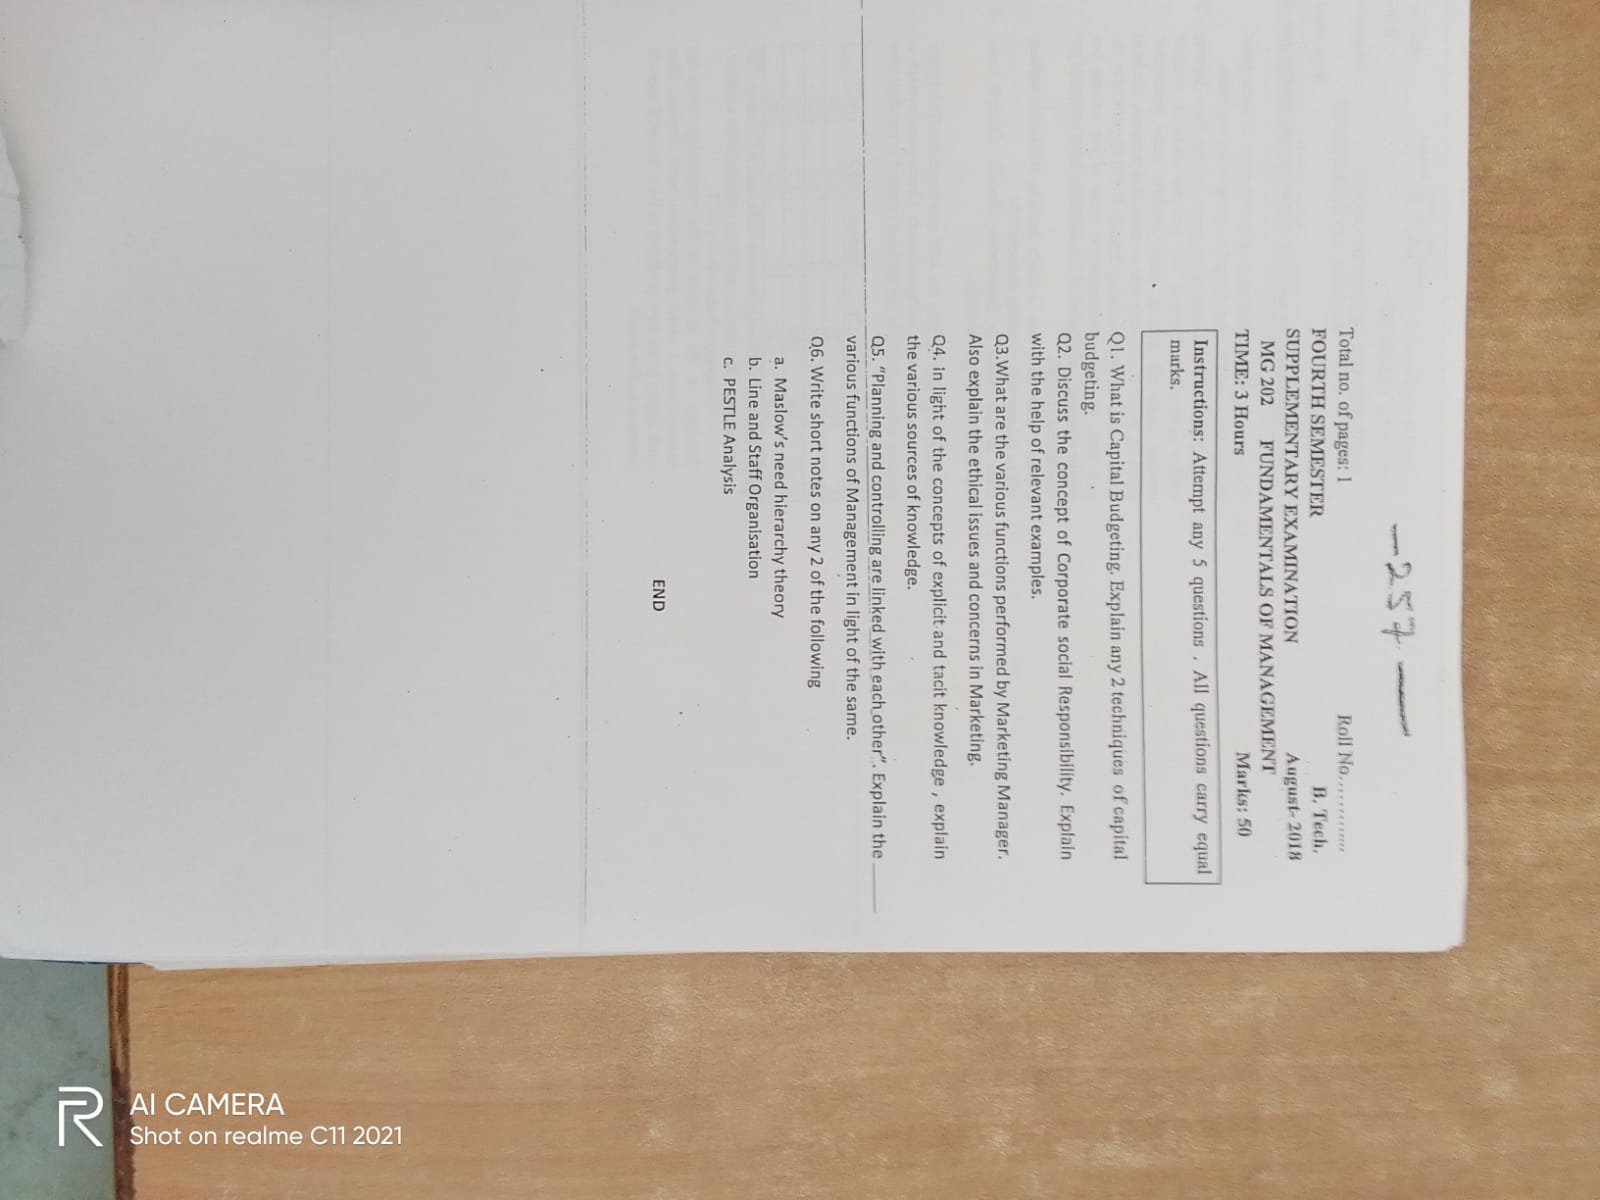 -257-
Total no. of pages: 1 Roll No..............
FOURTH SEMESTER B. Tech.
SUPPLEMENTARY EXAMINATION August- 2018
MG 202 FUNDAMENTALS OF MANAGEMENT
TIME: 3 Hours Marks: 50
Instructions: Attempt any 5 questions . All questions carry equal
marks.
Q1. What is Capital Budgeting. Explain any 2 techniques of capital
budgeting.
Q2. Discuss the concept of Corporate social Responsibility. Explain
with the help of relevant examples.
Q3.What are the various functions performed by Marketing Manager.
Also explain the ethical issues and concerns in Marketing.
Q4. in light of the concepts of explicit and tacit knowledge , explain
the various sources of knowledge.
Q5. “Planning and controlling are linked with each other”. Explain the
various functions of Management in light of the same.
Q6. Write short notes on any 2 of the following
a. Maslow’s need hierarchy theory
b. Line and Staff Organisation
c. PESTLE Analysis
END
AI CAMERA
Shot on realme C11 2021